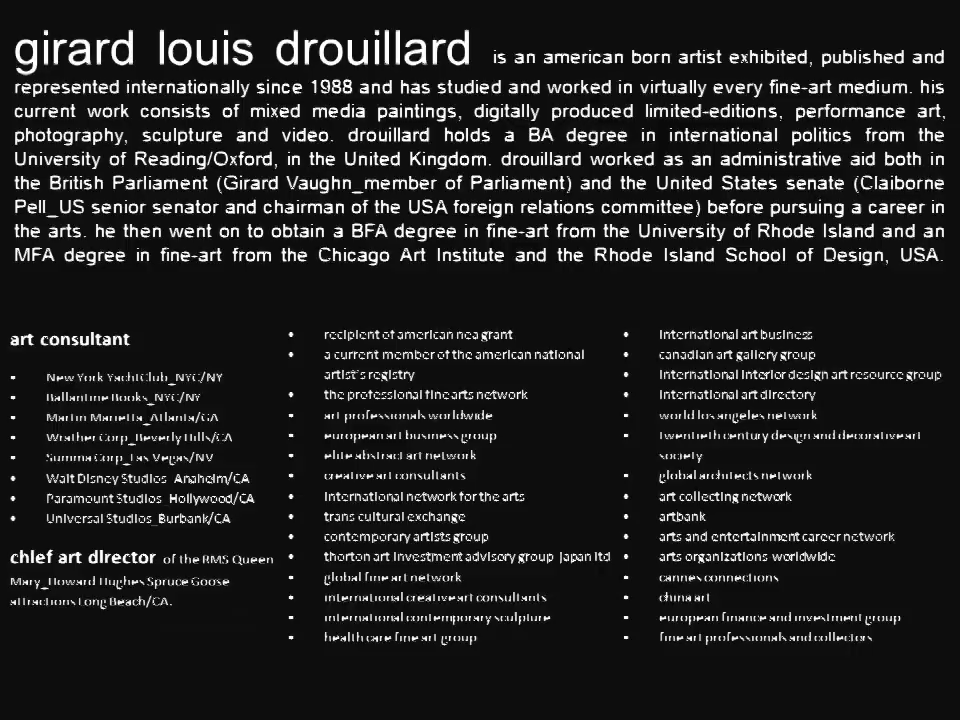 girard louis drouillard is an american born artist exhibited, published and
represented internationally since 1988 and has studied and worked in virtually every fine-art medium. his
current work consists of mixed media paintings, digitally produced limited-editions, performance art,
photography, sculpture and video. drouillard holds a BA degree in international politics from the
University of Reading/Oxford, in the United Kingdom. drouillard worked as an administrative aid both in
the British Parliament (Girard Vaughn_member of Parliament) and the United States senate (Claiborne
Pell_US senior senator and chairman of the USA foreign relations committee) before pursuing a career in
the arts. he then went on to obtain a BFA degree in fine-art from the University of Rhode Island and an
MFA degree in fine-art from the Chicago Art Institute and the Rhode Island School of Design, USA.
art consultant
• New York YachtClub_NYC/NY
• Ballantine Books_NYC/NY
• Martin Marietta_Atlanta/GA
• Wrather Corp_Beverly Hills/CA
• Summa Corp_Las Vegas/NV
• Walt Disney Studios_Anaheim/CA
• Paramount Studios_Hollywood/CA
• Universal Studios_Burbank/CA
chief art director of the RMS Queen
Mary_Howard Hughes Spruce Goose
attractions Long Beach/CA.
• recipient of american nea grant
• a current member of the american national
artist's registry
• the professional fine arts network
• art professionals worldwide
• european art business group
• elite abstract art network
• creative art consultants
• international network for the arts
• trans cultural exchange
• contemporary artists group
• thorton art investment advisory group japan ltd
• global fine art network
• international creative art consultants
• international contemporary sculpture
• health care fine art group
• international art business
• canadian art gallery group
• international interior design art resource group
• international art directory
• world los angeles network
• twentieth century design and decorative art
society
• global architects network
• art collecting network
• artbank
• arts and entertainment career network
• arts organizations worldwide
• cannes connections
• china art
• european finance and investment group
• fine art professionals and collectors